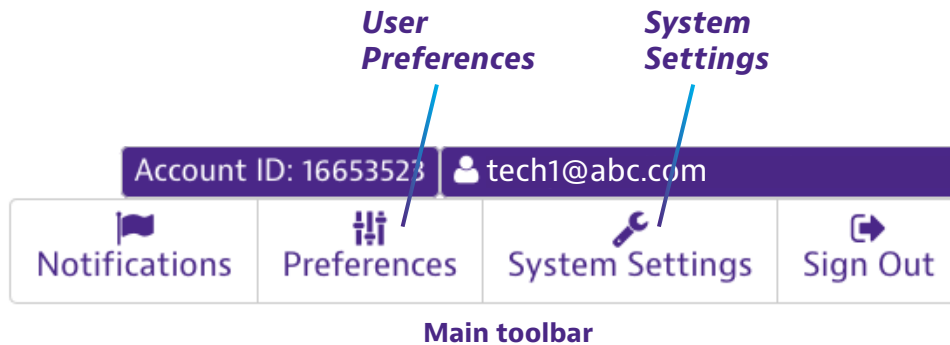 User
Preferences
System
Settings
Account ID: 16653523
tech1@abc.com
Notifications
Preferences
System Settings
Sign Out
Main toolbar